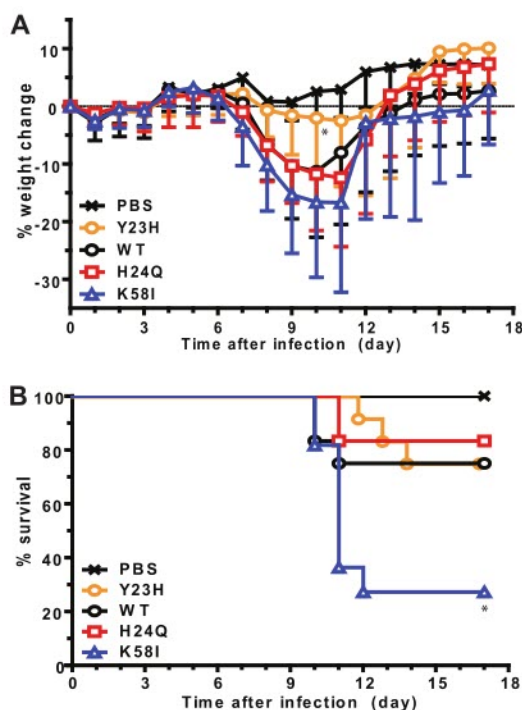 A
% weight change
10
0
-10
-20
-30
*
PBS
Y23H
WT
H24Q
K58I
0 3 6 9 12 15 18
Time after infection (day)
B
% survival
100
80
60
40
20
0
PBS
Y23H
WT
H24Q
K58I
*
0 3 6 9 12 15 18
Time after infection (day)